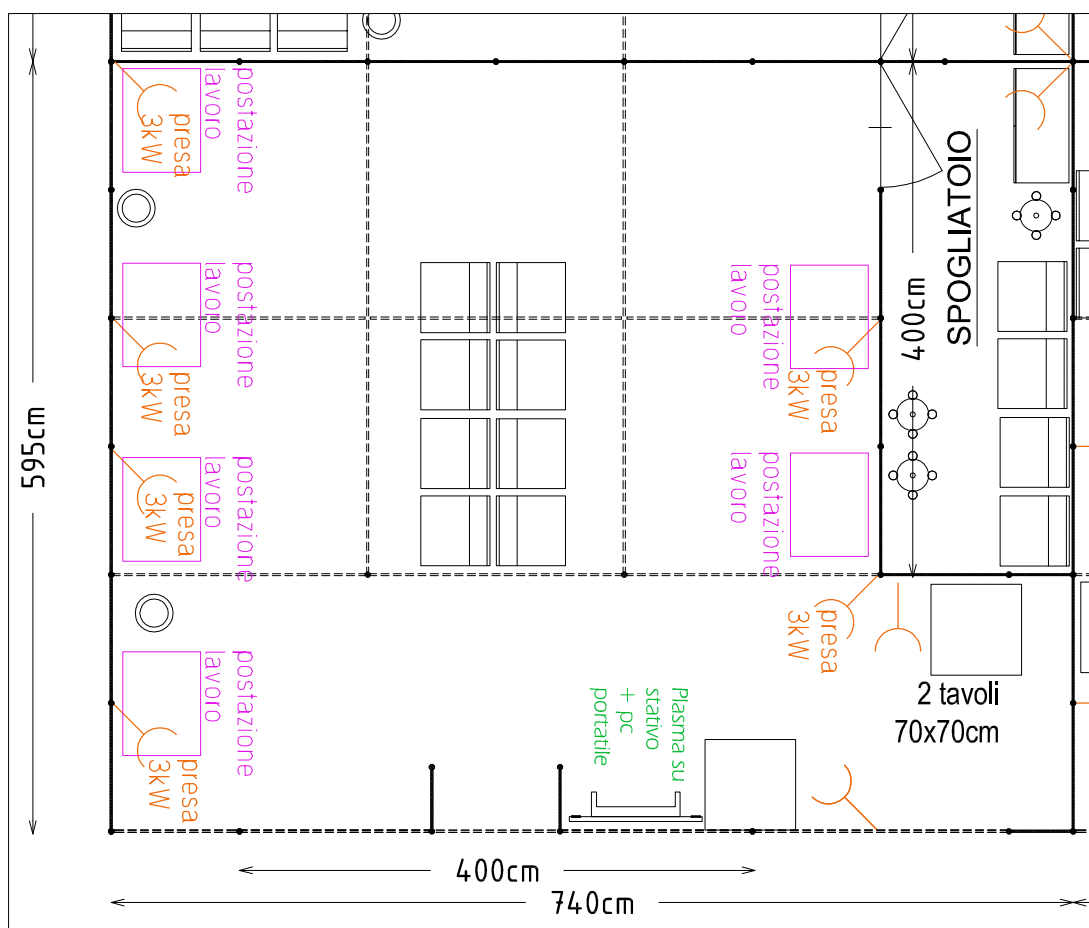 postazione
lavoro
presa
3kW
postazione
lavoro
presa
3kW
postazione
lavoro
presa
3kW
postazione
lavoro
presa
3kW
postazione
lavoro
presa
3kW
postazione
lavoro
presa
3kW
SPOGLIATOIO
400cm
595cm
2 tavoli
70x70cm
Plasma su
stativo
+ pc
portatile
400cm
740cm